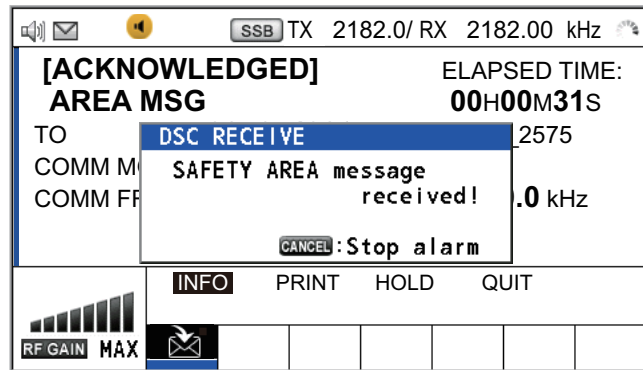 SSB TX 2182.0/ RX 2182.00 kHz
[ACKNOWLEDGED] ELAPSED TIME:
AREA MSG 00H00M31S
TO _2575
COMM M
COMM FF .0 kHz
DSC RECEIVE
SAFETY AREA message
received!
CANCEL:Stop alarm
INFO PRINT HOLD QUIT
RF GAIN MAX